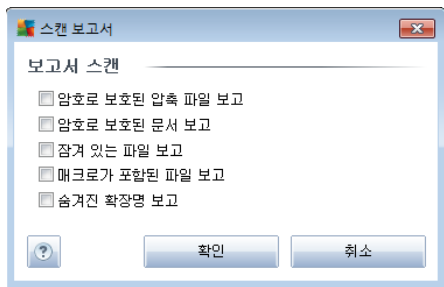 스캔 보고서
보고서 스캔
암호로 보호된 압축 파일 보고
암호로 보호된 문서 보고
잠겨 있는 파일 보고
매크로가 포함된 파일 보고
숨겨진 확장명 보고
?
확인
취소